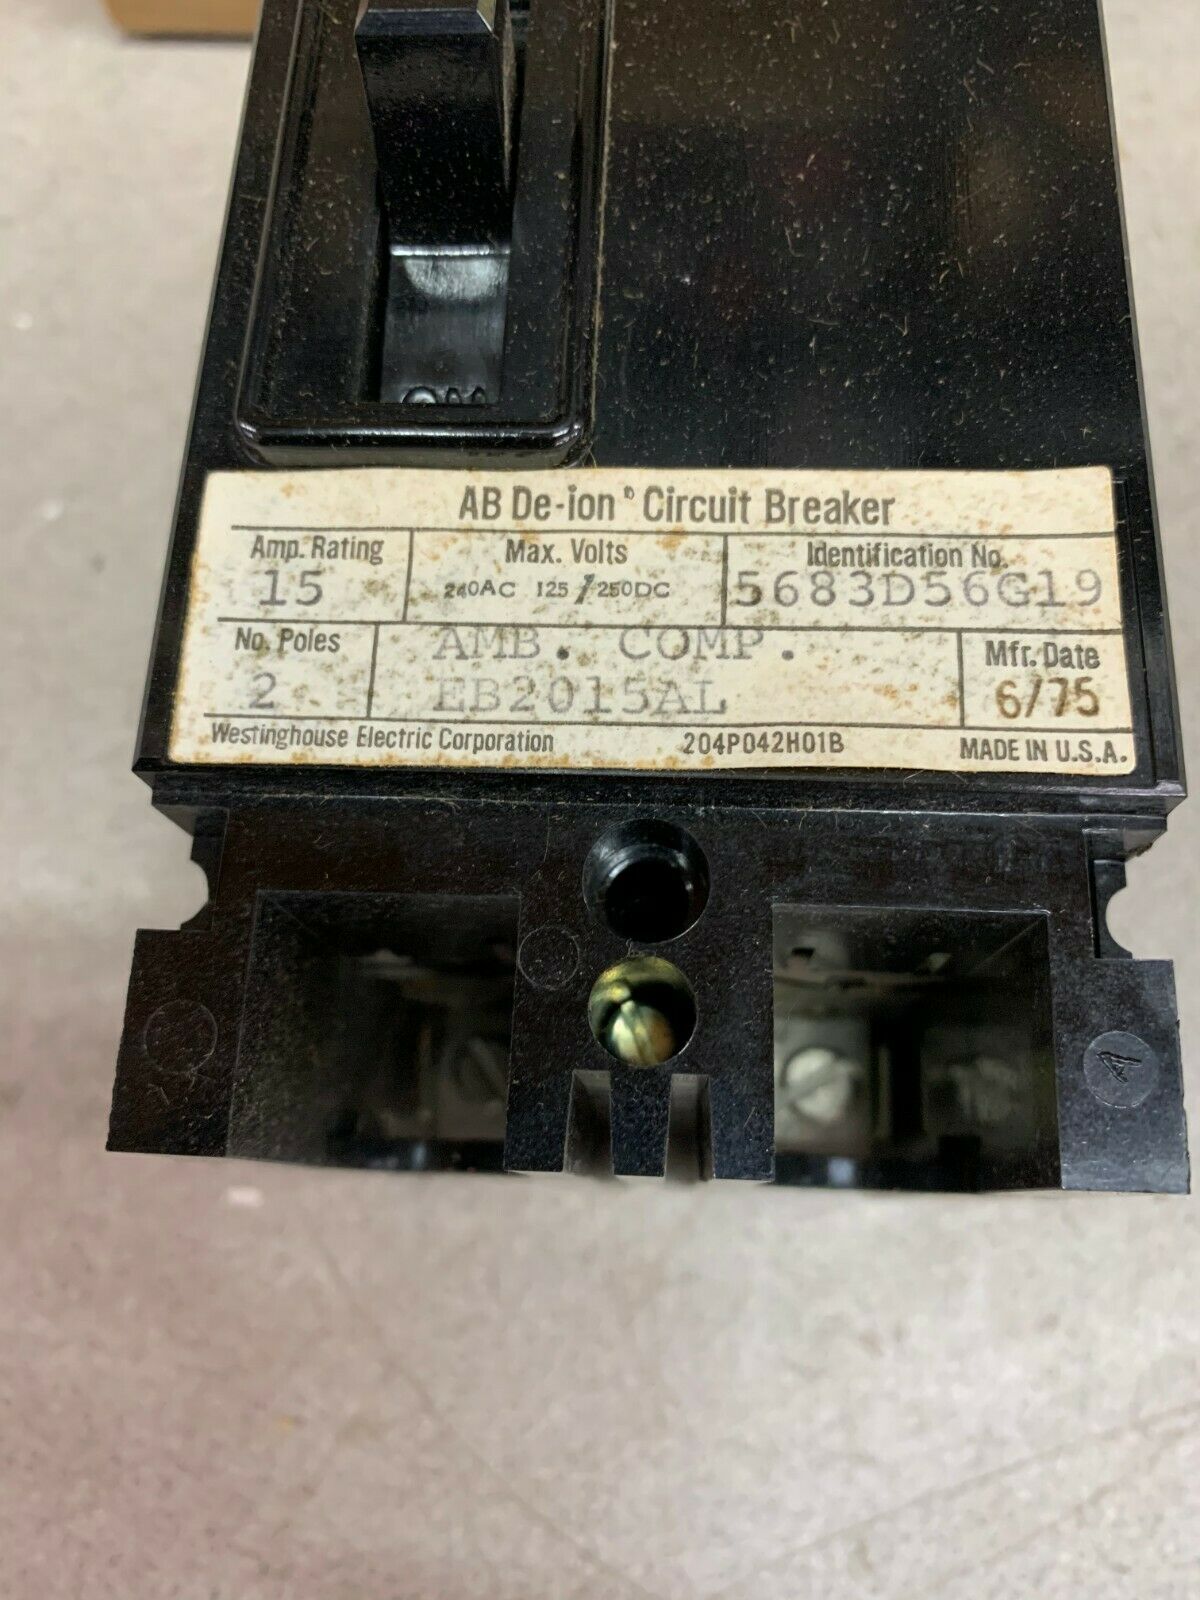 ON
AB De-ion® Circuit Breaker
Amp. Rating Max. Volts Identification No.
15 240AC 125/250DC 5683D56G19
No. Poles AMB. COMP. Mfr. Date
2 EB2015AL 6/75
Westinghouse Electric Corporation 204P042H01B MADE IN U.S.A.
A